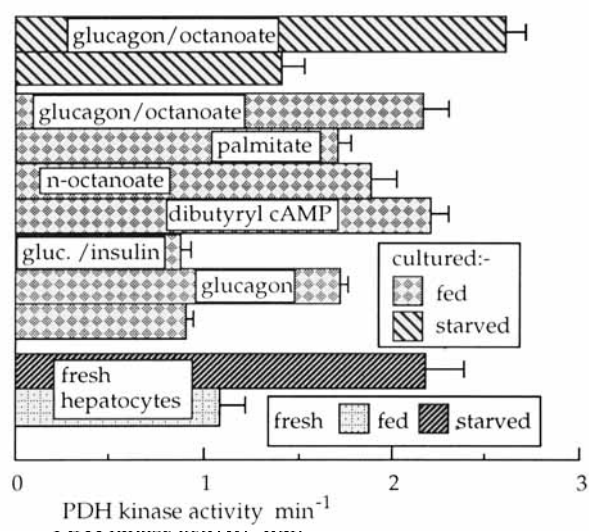 glucagon/octanoate
glucagon/octanoate
palmitate
n-octanoate
dibutyryl cAMP
gluc. /insulin
cultured:-
glucagon
fed
starved
fresh
hepatocytes
fresh fed starved
0 1 2 3
PDH kinase activity min-1